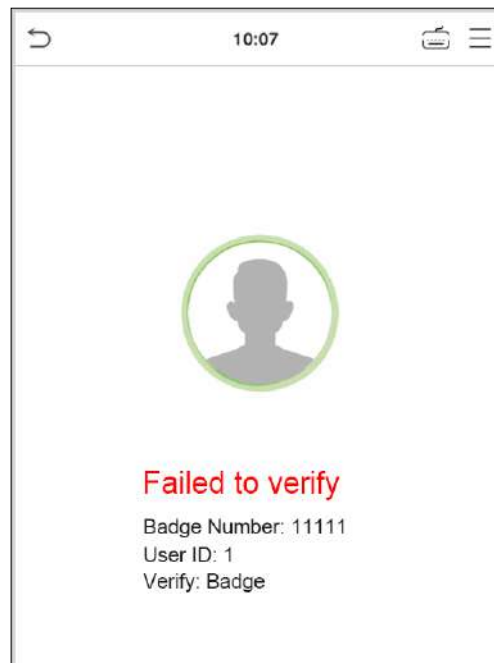 10:07
Failed to verify
Badge Number: 11111
User ID: 1
Verify: Badge